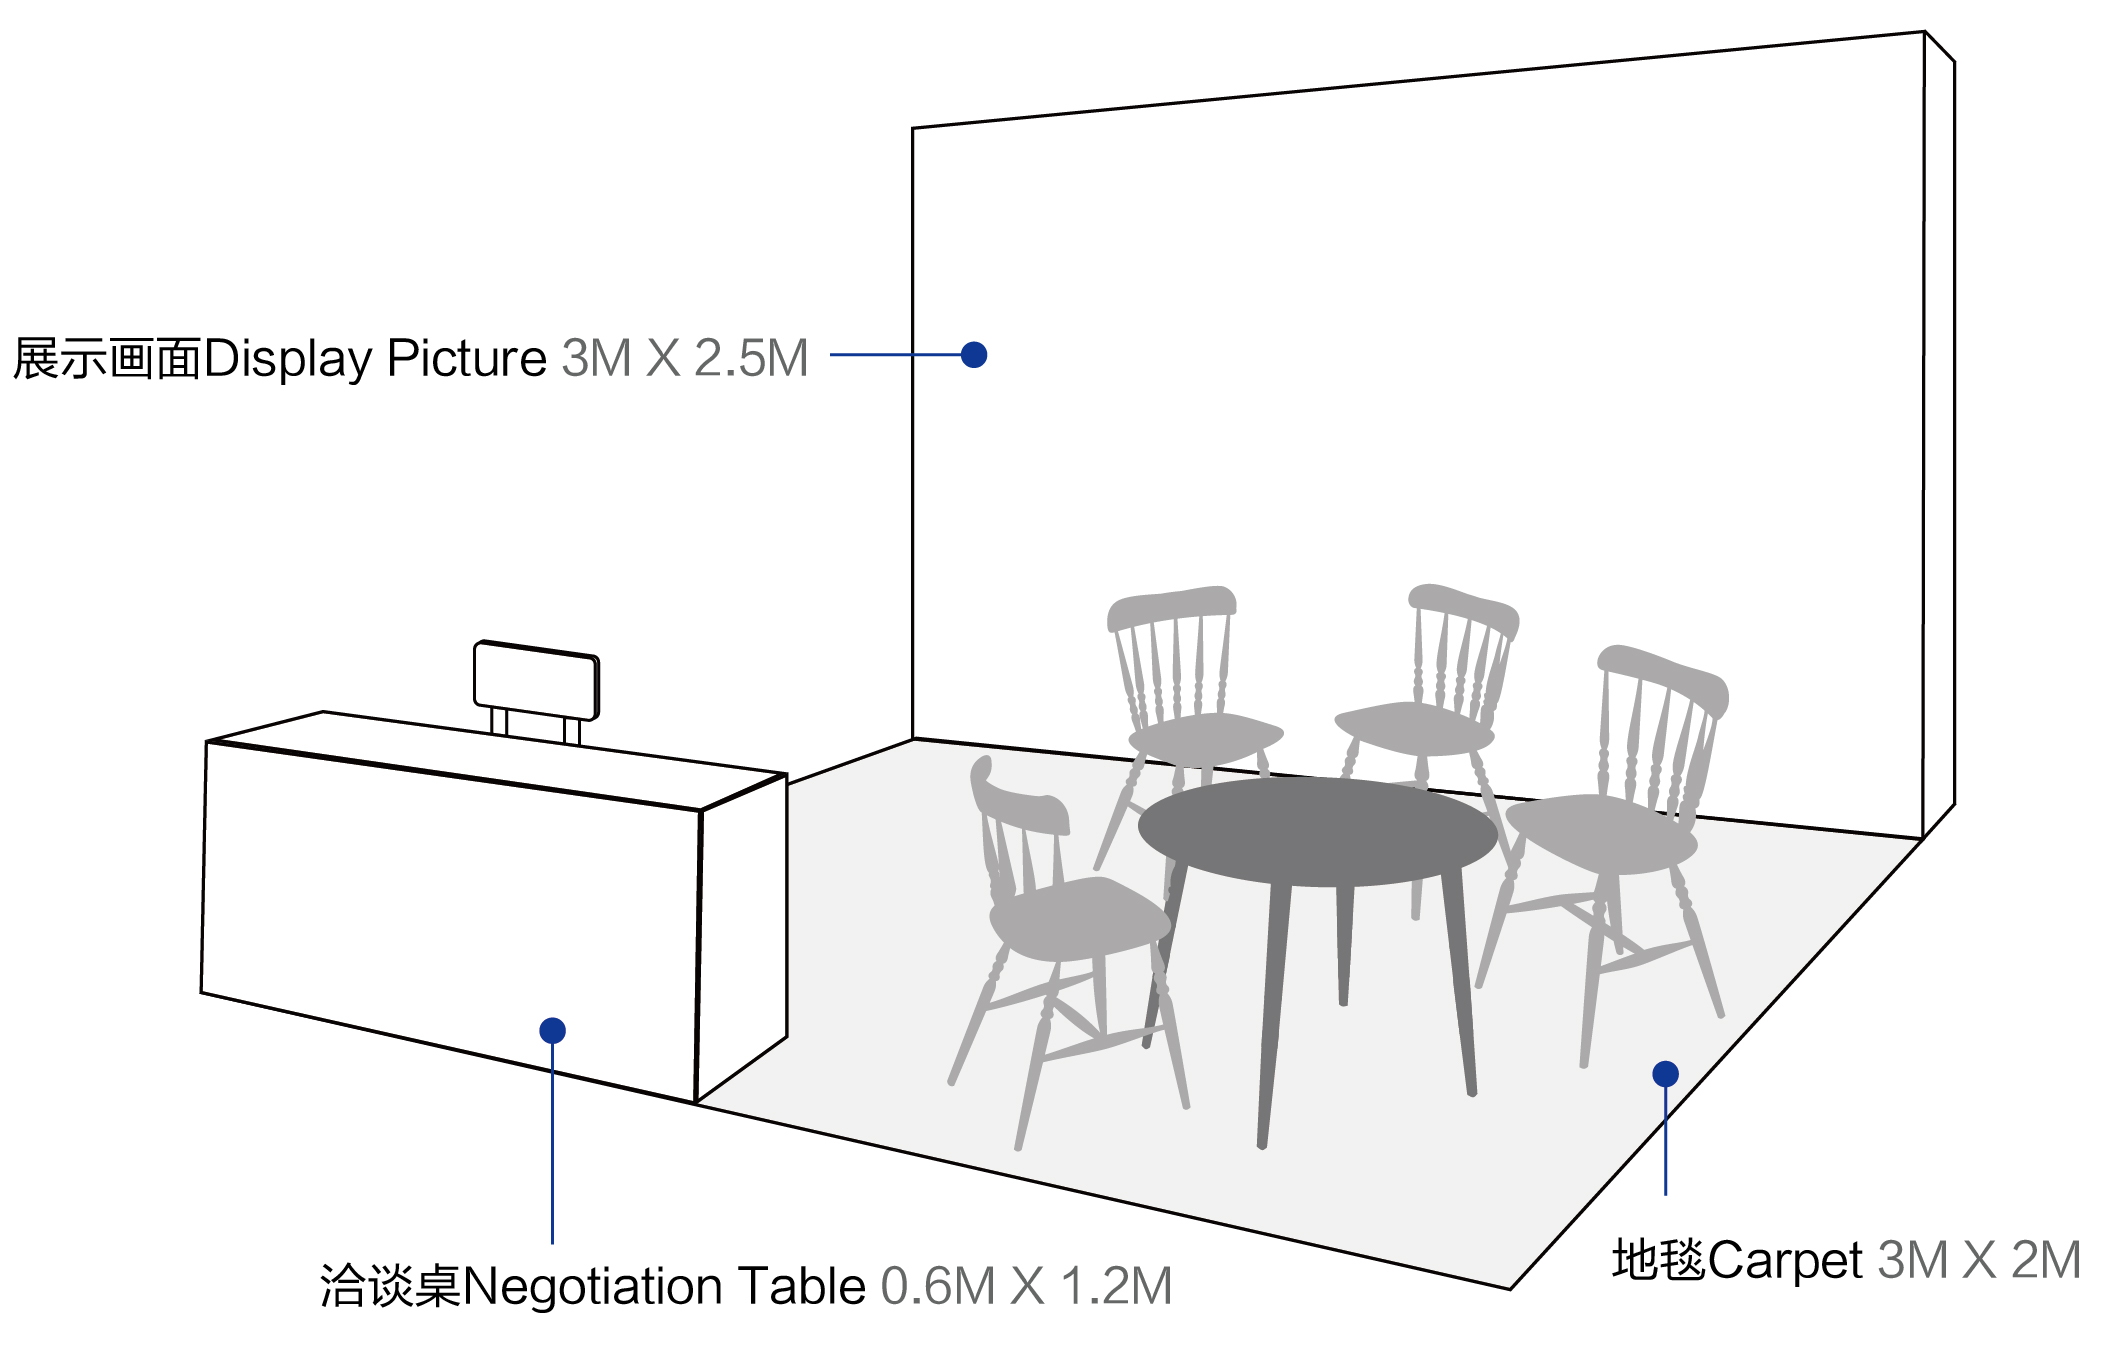 展示画面Display Picture 3M X 2.5M
洽谈桌Negotiation Table 0.6M X 1.2M
地毯Carpet 3M X 2M